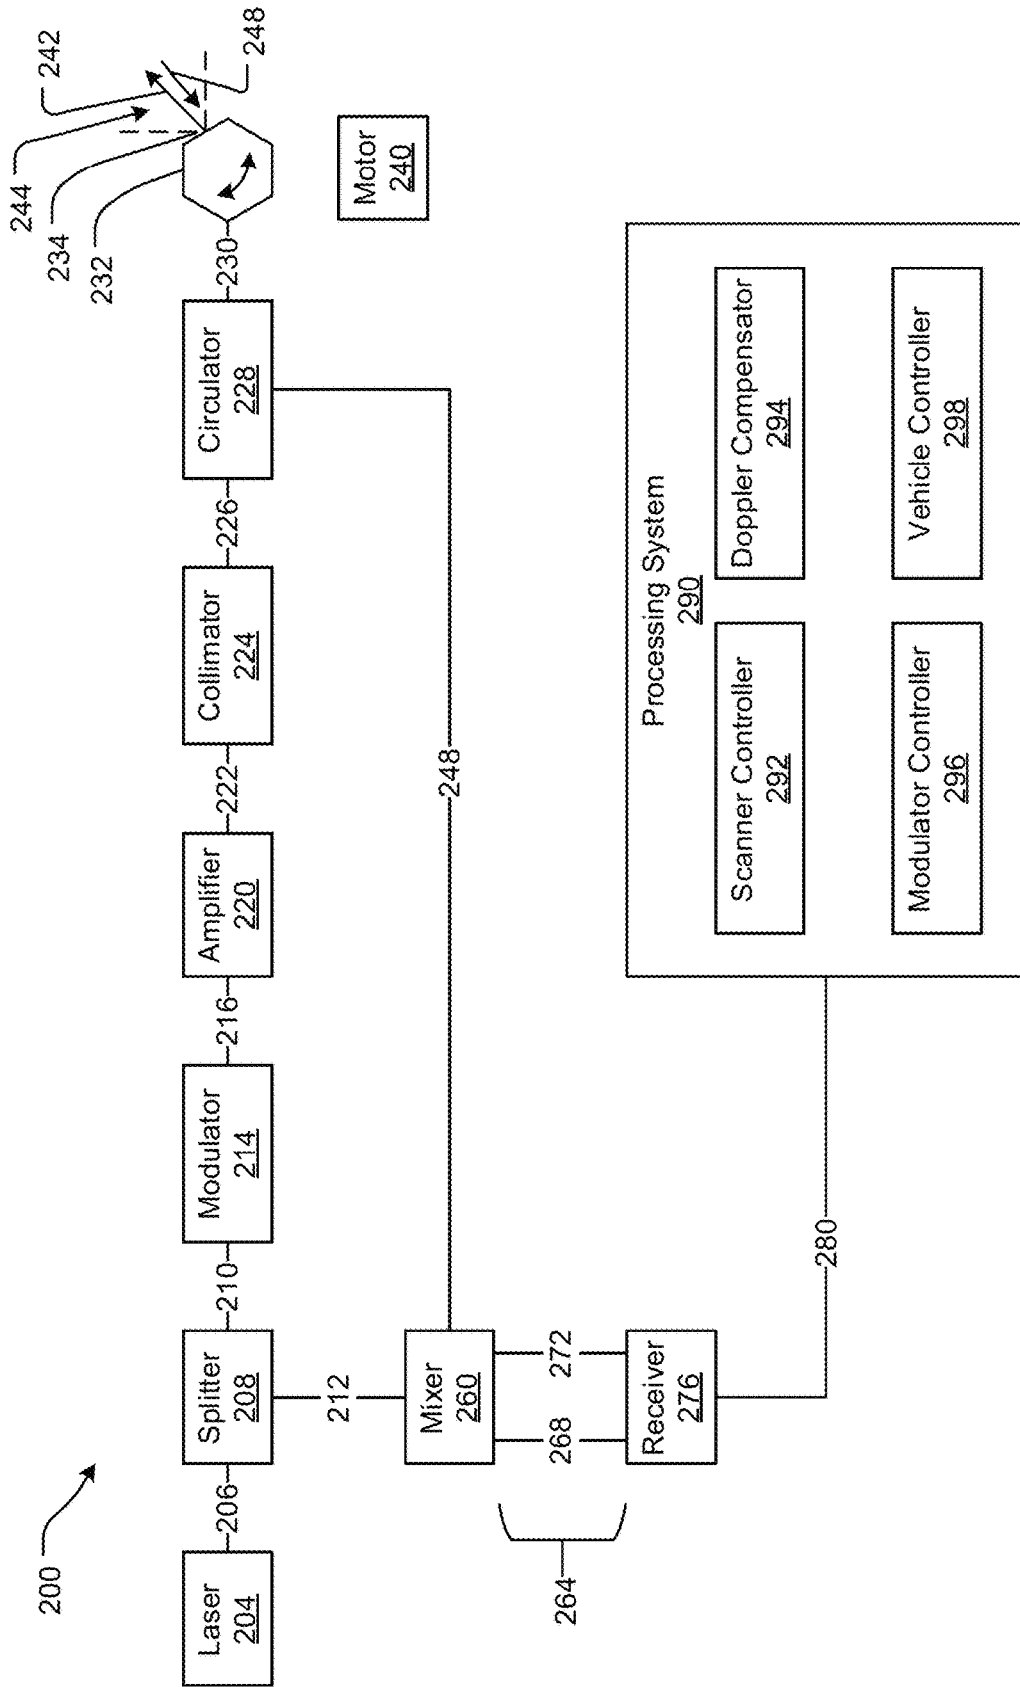 200
Laser
204
206
Splitter
208
210
Modulator
214
216
Amplifier
220
222
Collimator
224
226
Circulator
228
230
232
234
244
242
248
Motor
240
212
248
Mixer
260
264
268
272
Receiver
276
280
Processing System
290
Scanner Controller
292
Doppler Compensator
294
Modulator Controller
296
Vehicle Controller
298